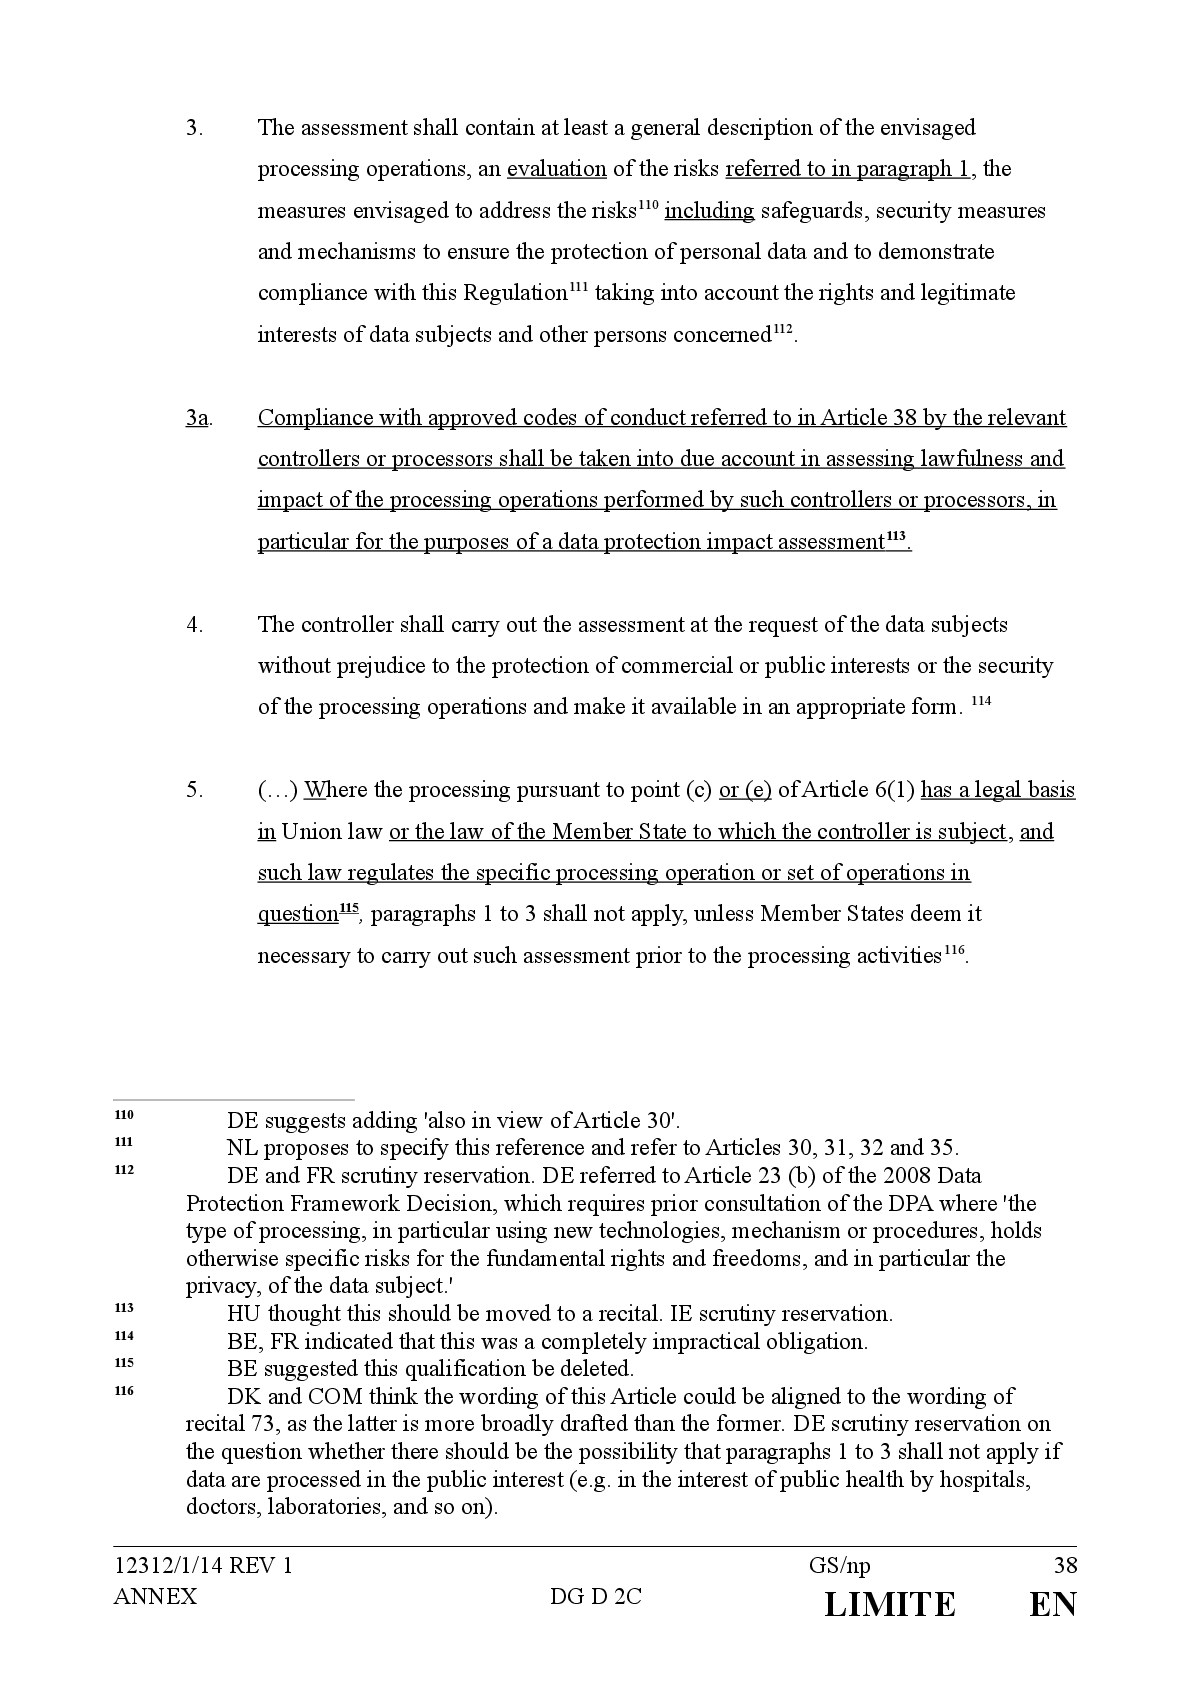 3. The assessment shall contain at least a general description of the envisaged
processing operations, an evaluation of the risks referred to in paragraph 1, the
measures envisaged to address the risks110 including safeguards, security measures
and mechanisms to ensure the protection of personal data and to demonstrate
compliance with this Regulation111 taking into account the rights and legitimate
interests of data subjects and other persons concerned112.
3a. Compliance with approved codes of conduct referred to in Article 38 by the relevant
controllers or processors shall be taken into due account in assessing lawfulness and
impact of the processing operations performed by such controllers or processors, in
particular for the purposes of a data protection impact assessment113.
4. The controller shall carry out the assessment at the request of the data subjects
without prejudice to the protection of commercial or public interests or the security
of the processing operations and make it available in an appropriate form. 114
5. (…) Where the processing pursuant to point (c) or (e) of Article 6(1) has a legal basis
in Union law or the law of the Member State to which the controller is subject, and
such law regulates the specific processing operation or set of operations in
question115, paragraphs 1 to 3 shall not apply, unless Member States deem it
necessary to carry out such assessment prior to the processing activities116.
110 DE suggests adding 'also in view of Article 30'.
111 NL proposes to specify this reference and refer to Articles 30, 31, 32 and 35.
112 DE and FR scrutiny reservation. DE referred to Article 23 (b) of the 2008 Data
Protection Framework Decision, which requires prior consultation of the DPA where 'the
type of processing, in particular using new technologies, mechanism or procedures, holds
otherwise specific risks for the fundamental rights and freedoms, and in particular the
privacy, of the data subject.'
113 HU thought this should be moved to a recital. IE scrutiny reservation.
114 BE, FR indicated that this was a completely impractical obligation.
115 BE suggested this qualification be deleted.
116 DK and COM think the wording of this Article could be aligned to the wording of
recital 73, as the latter is more broadly drafted than the former. DE scrutiny reservation on
the question whether there should be the possibility that paragraphs 1 to 3 shall not apply if
data are processed in the public interest (e.g. in the interest of public health by hospitals,
doctors, laboratories, and so on).
12312/1/14 REV 1 GS/np 38
ANNEX DG D 2C LIMITE EN